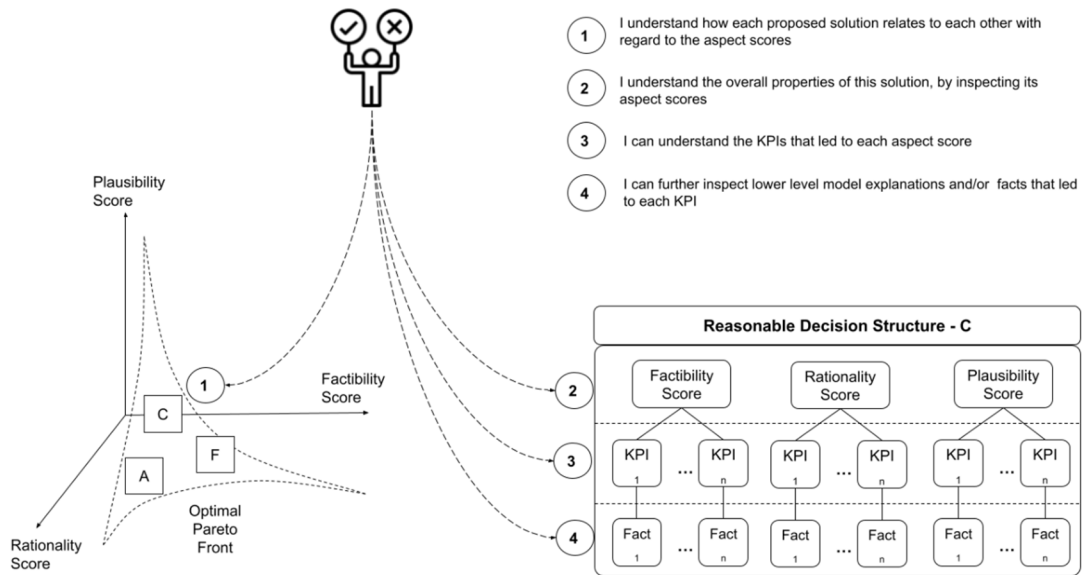 1
I understand how each proposed solution relates to each other with
regard to the aspect scores
2
I understand the overall properties of this solution, by inspecting its
aspect scores
3
I can understand the KPIs that led to each aspect score
4
I can further inspect lower level model explanations and/or facts that led
to each KPI
Plausibility
Score
1
Factibility
Score
C
F
A
Optimal
Pareto
Front
Rationality
Score
Reasonable Decision Structure - C
2
Factibility
Score
Rationality
Score
Plausibility
Score
3
KPI
1
...
KPI
n
KPI
1
...
KPI
n
KPI
1
...
KPI
n
4
Fact
1
...
Fact
n
Fact
1
...
Fact
n
Fact
1
...
Fact
n